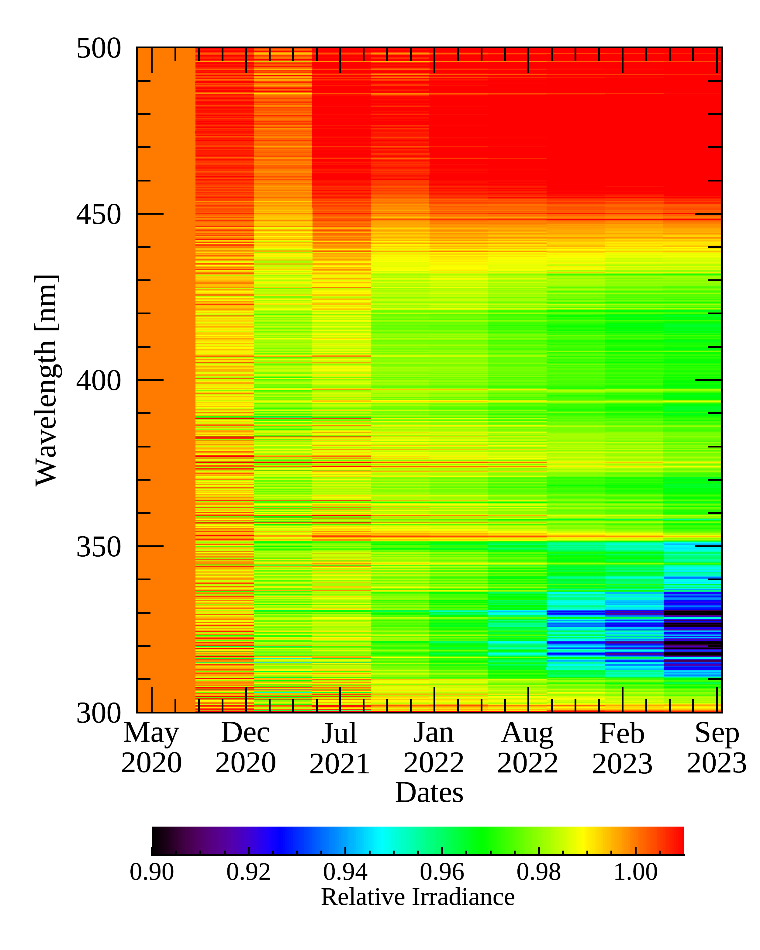 500
450
400
350
300
Wavelength [nm]
May Dec Jul Jan Aug Feb Sep
2020 2020 2021 2022 2022 2023 2023
Dates
0.90 0.92 0.94 0.96 0.98 1.00
Relative Irradiance